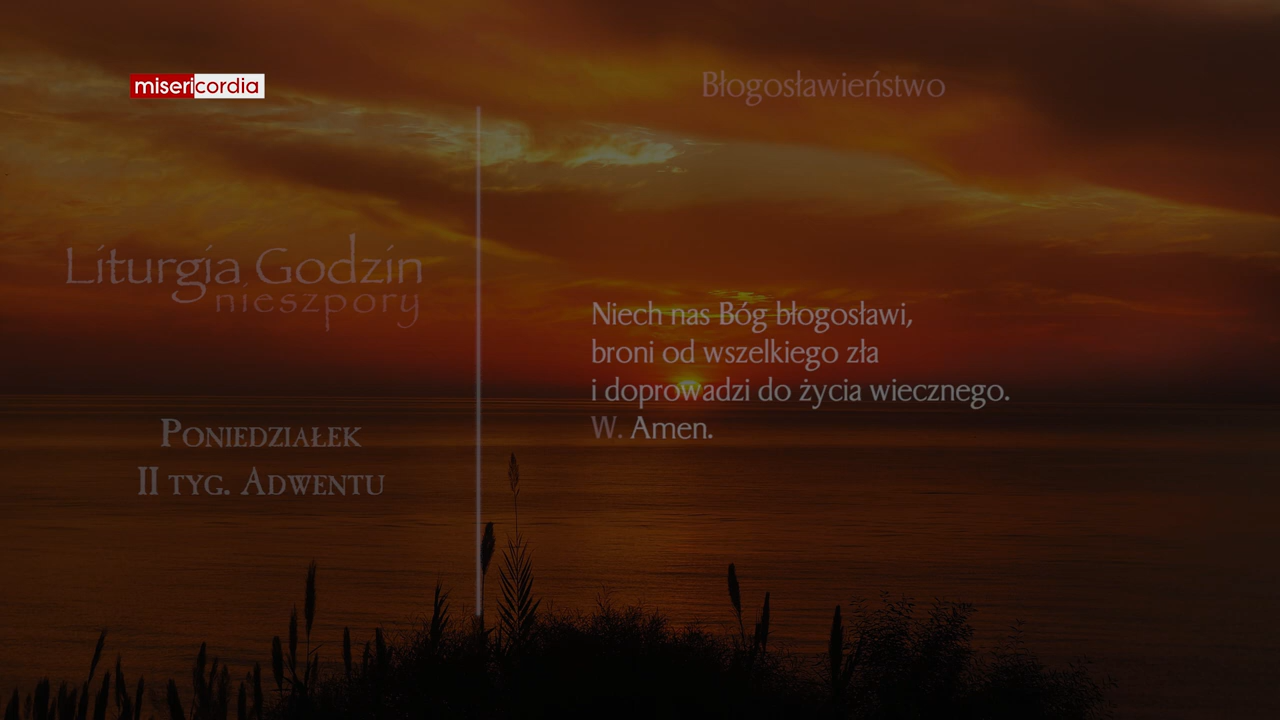 misericordia
Błogosławieństwo
Liturgia Godzin
nieszpory
Niech nas Bóg błogosławi,
broni od wszelkiego zła
i doprowadzi do życia wiecznego.
W. Amen.
Poniedziałek
II tyg. Adwentu